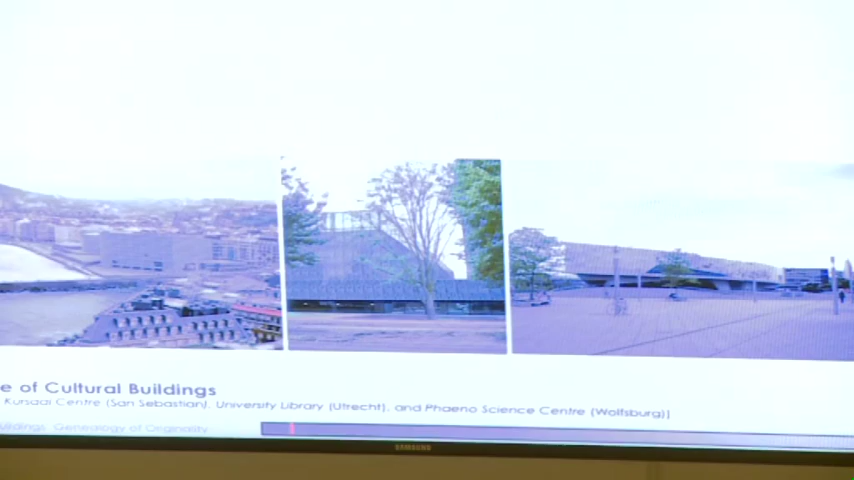 e of Cultural Buildings
Kursaal Centre (San Sebastian), University Library (Utrecht), and Phaeno Science Centre (Wolfsburg)]
uildings. Genealogy of Originality
SAMSUNG